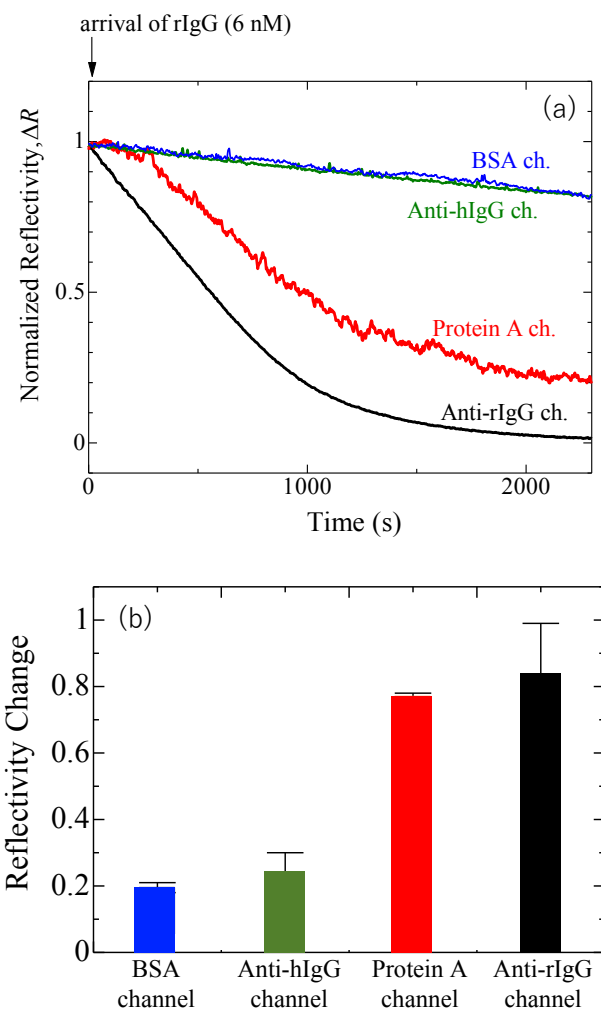 arrival of rIgG (6 nM)
(a)
1
0.5
0
Normalized Reflectivity, ΔR
BSA ch.
Anti-hIgG ch.
Protein A ch.
Anti-rIgG ch.
0
1000
2000
Time (s)
(b)
1
0.8
0.6
0.4
0.2
0
Reflectivity Change
BSA
channel
Anti-hIgG
channel
Protein A
channel
Anti-rIgG
channel